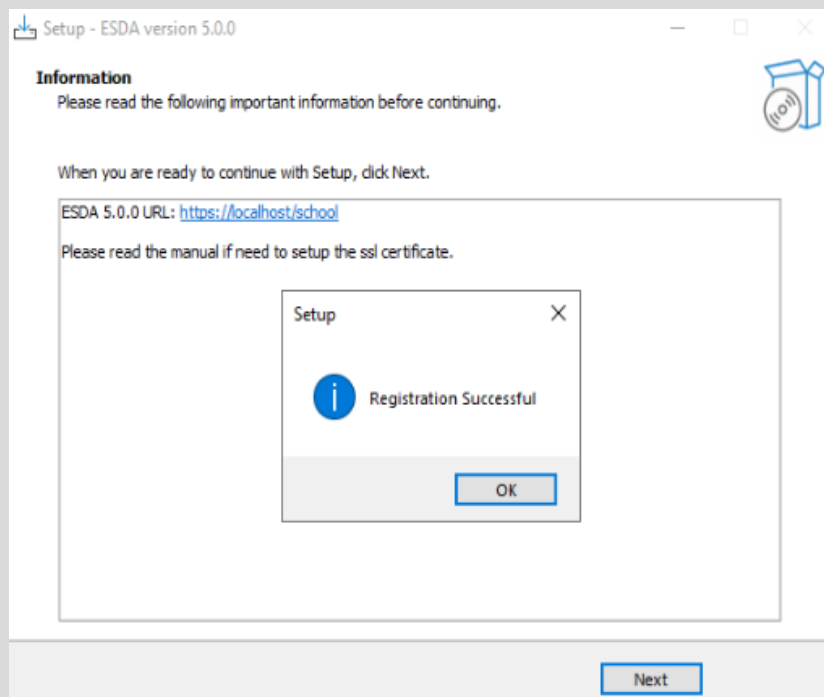 Setup - ESDA version 5.0.0
Information
Please read the following important information before continuing.
When you are ready to continue with Setup, click Next.
ESDA 5.0.0 URL: https://localhost/school
Please read the manual if need to setup the ssl certificate.
Setup
Registration Successful
OK
Next